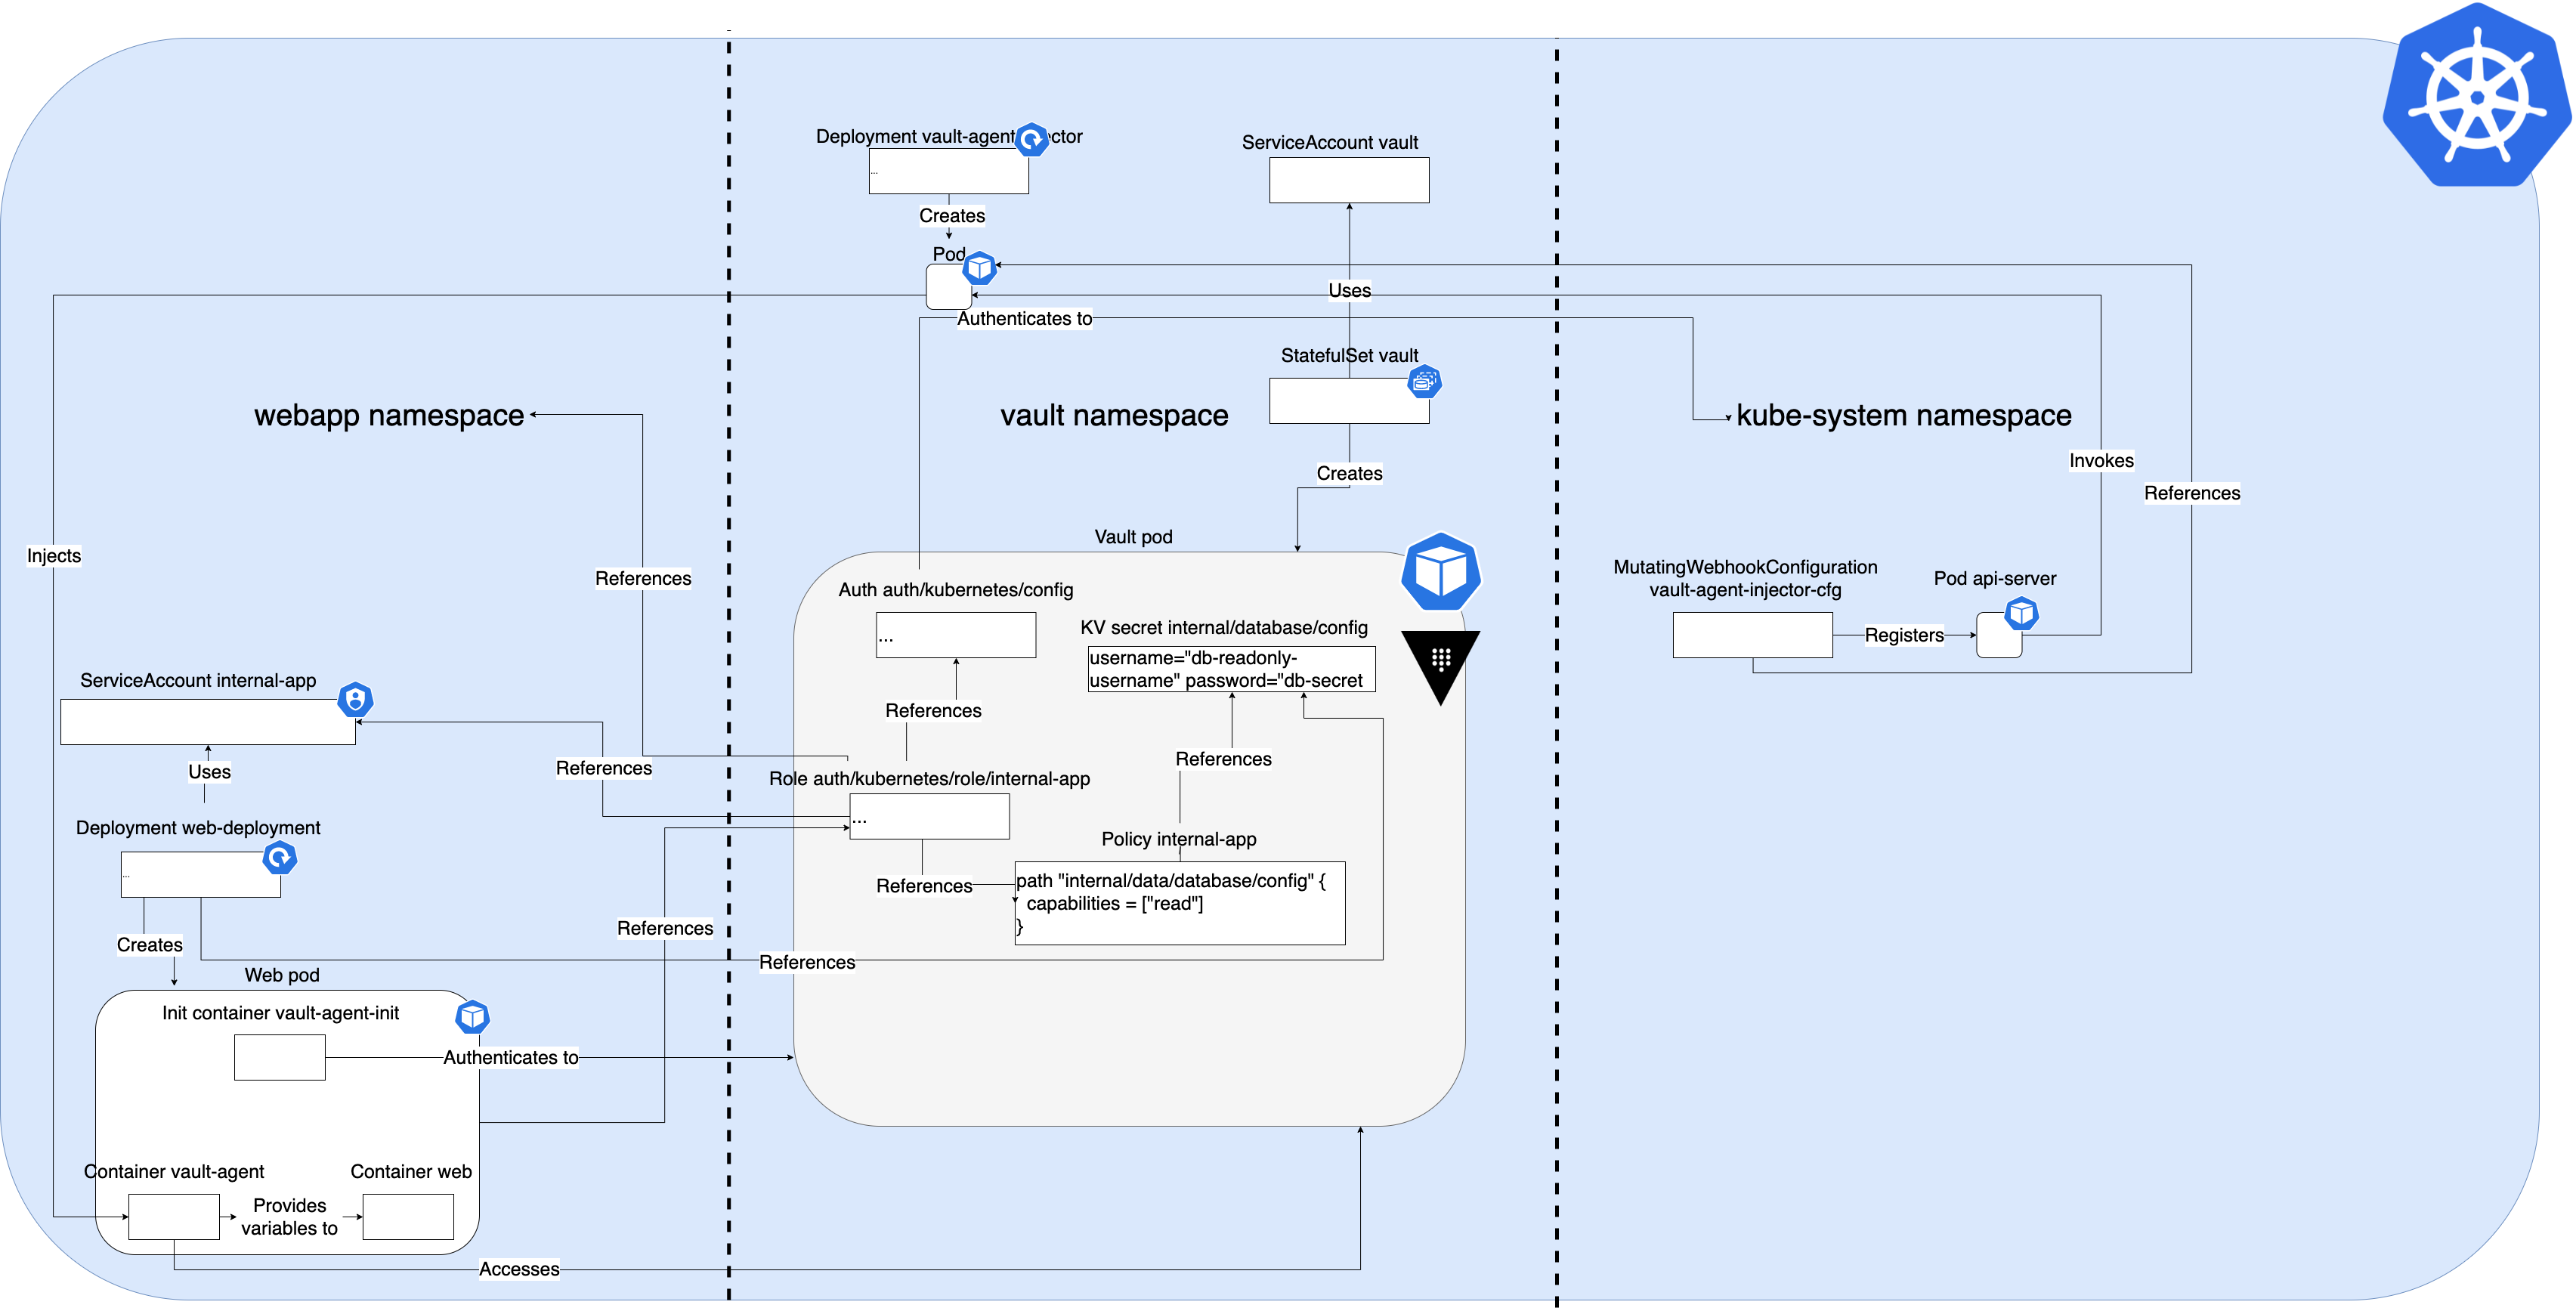 Deployment vault-agent ector
...
Creates
Pod
ServiceAccount vault
Uses
Authenticates to
StatefulSet vault
webapp namespace
vault namespace
kube-system namespace
Creates
Invokes
References
Injects
References
Vault pod
Auth auth/kubernetes/config
...
KV secret internal/database/config
username="db-readonly-
username" password="db-secret
MutatingWebhookConfiguration
vault-agent-injector-cfg
Pod api-server
Registers
ServiceAccount internal-app
Uses
References
References
References
Role auth/kubernetes/role/internal-app
...
Deployment web-deployment
...
Policy internal-app
References
path "internal/data/database/config" {
capabilities = ["read"]
}
References
Creates
References
Web pod
Init container vault-agent-init
Authenticates to
Container vault-agent
Container web
Provides
variables to
Accesses